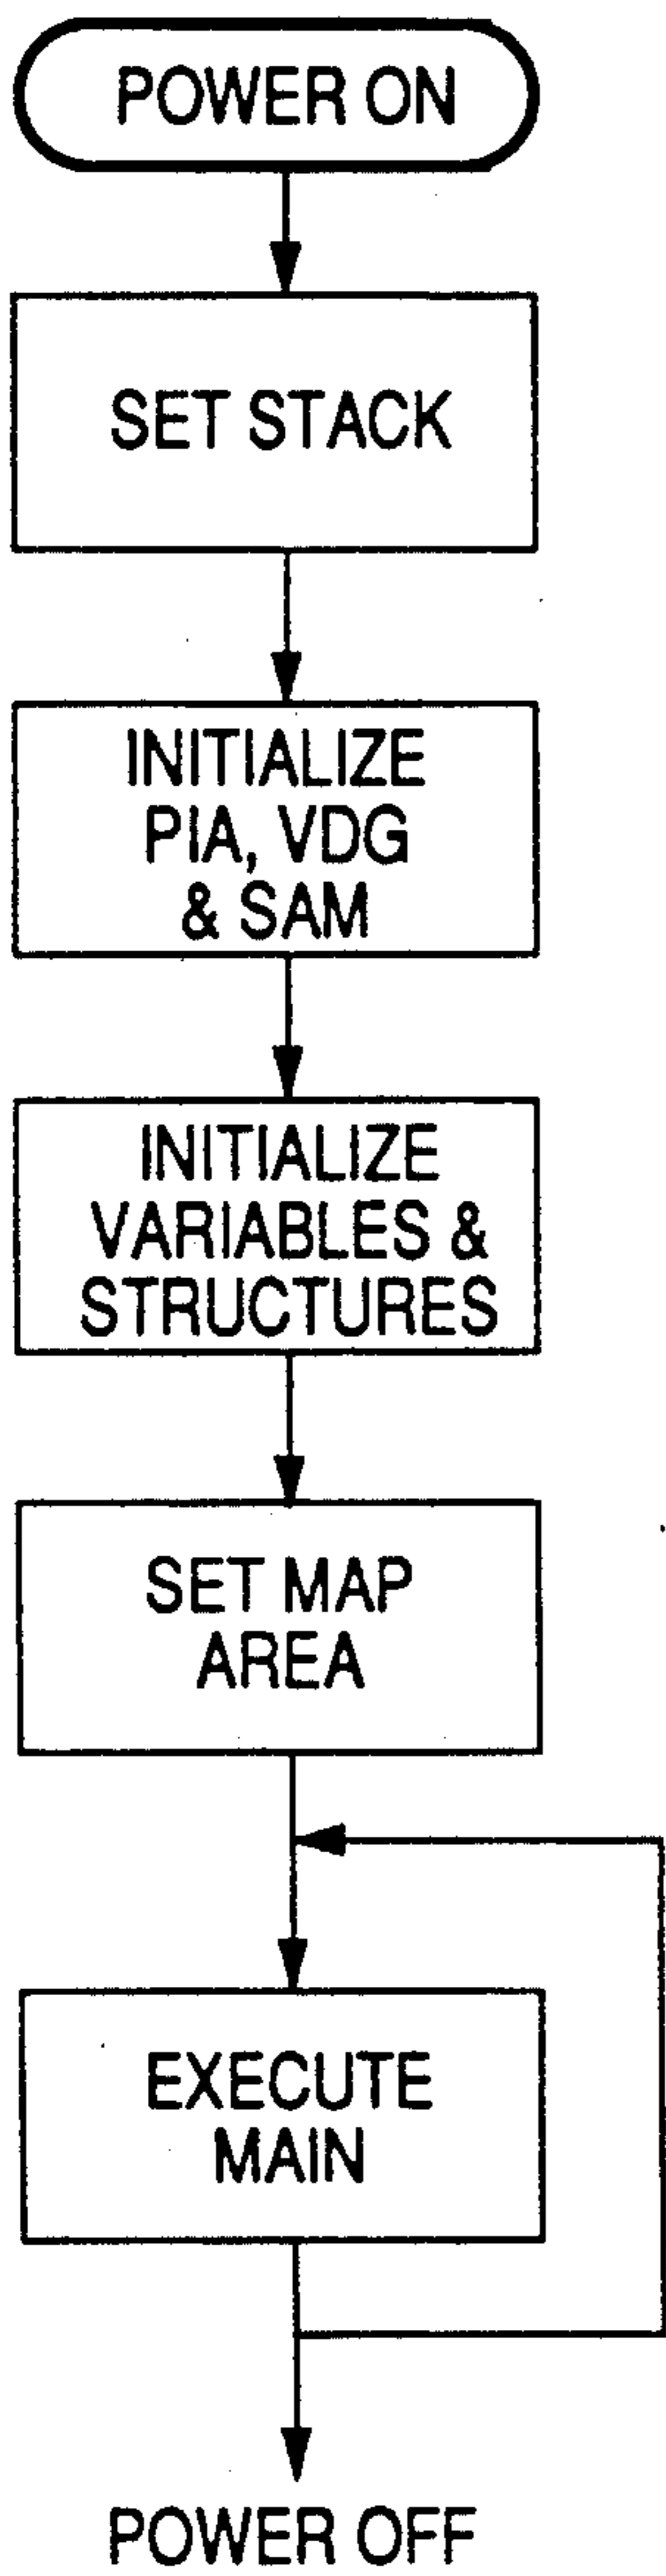 POWER ON
SET STACK
INITIALIZE
PIA, VDG
& SAM
INITIALIZE
VARIABLES &
STRUCTURES
SET MAP
AREA
EXECUTE
MAIN
POWER OFF